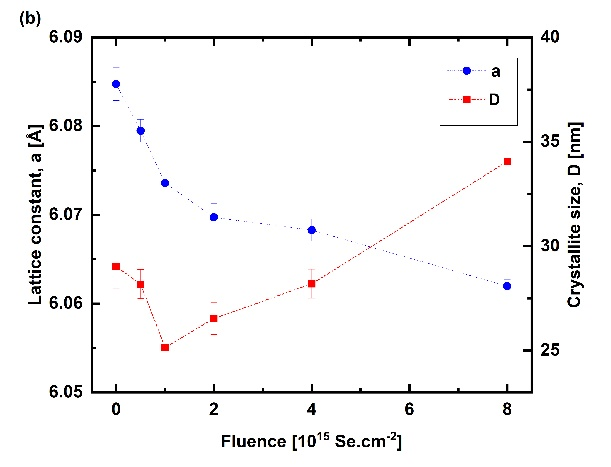 (b)
6.09
6.08
6.07
6.06
6.05
Lattice constant, a [Å]
40
35
30
25
Crystallite size, D [nm]
a
D
0
2
4
6
8
Fluence [10¹⁵ Se.cm⁻²]